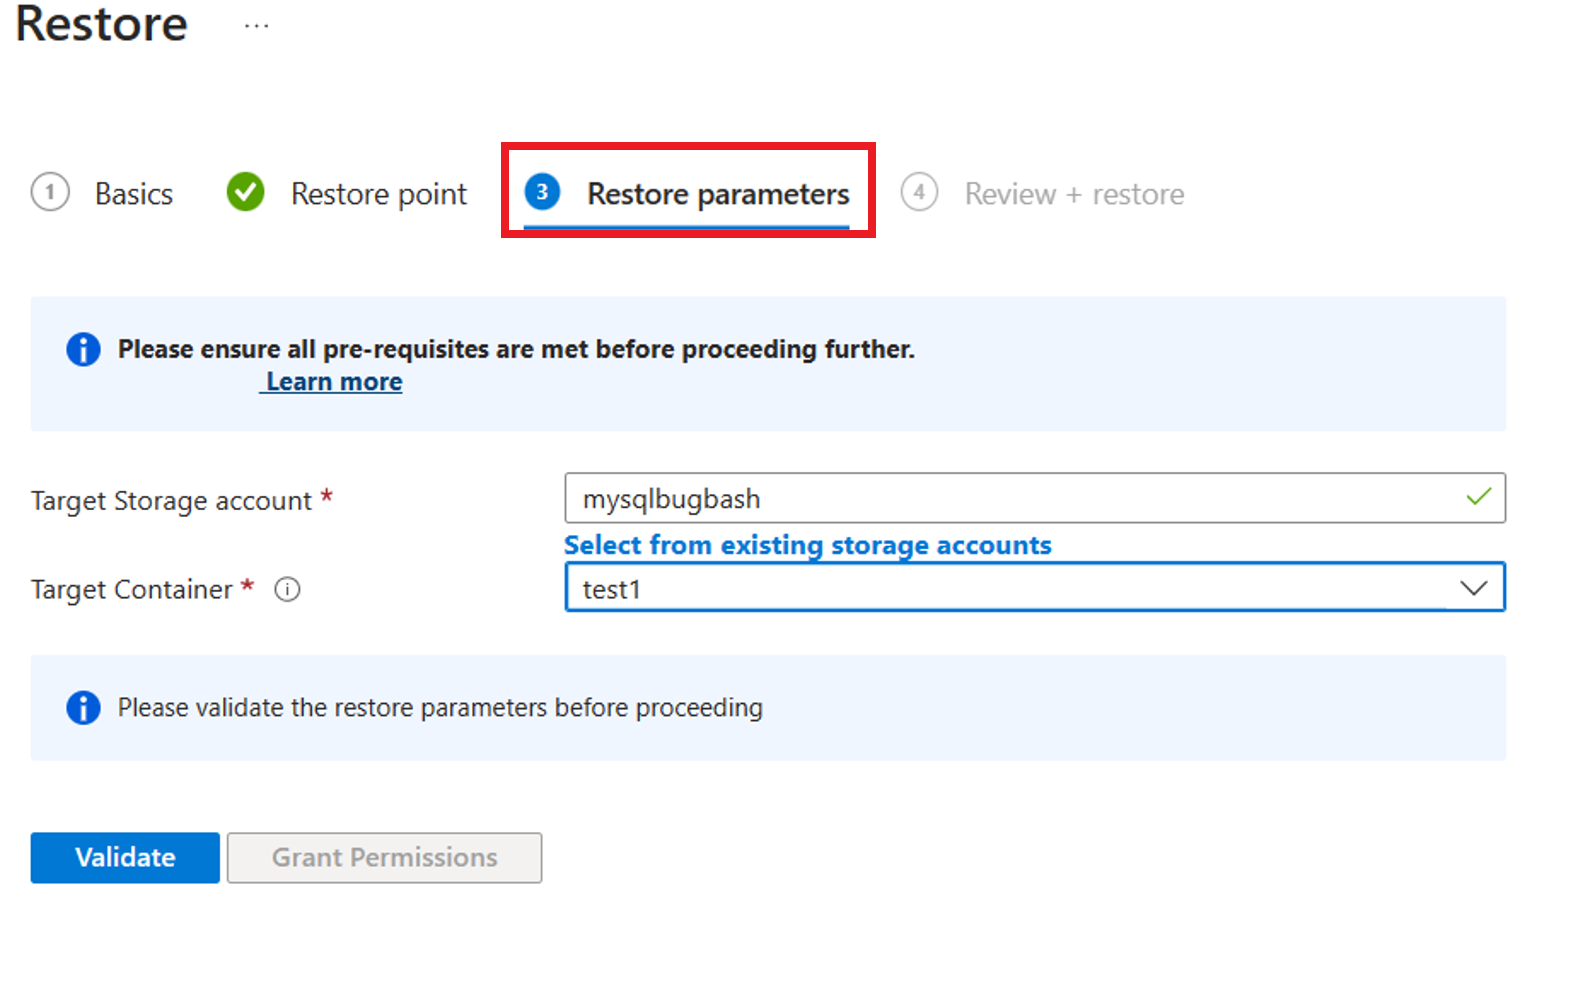 Restore ...
1 Basics Restore point 3 Restore parameters 4 Review + restore
Please ensure all pre-requisites are met before proceeding further.
Learn more
Target Storage account * mysqlbugbash
Select from existing storage accounts
Target Container * test1
Please validate the restore parameters before proceeding
Validate Grant Permissions